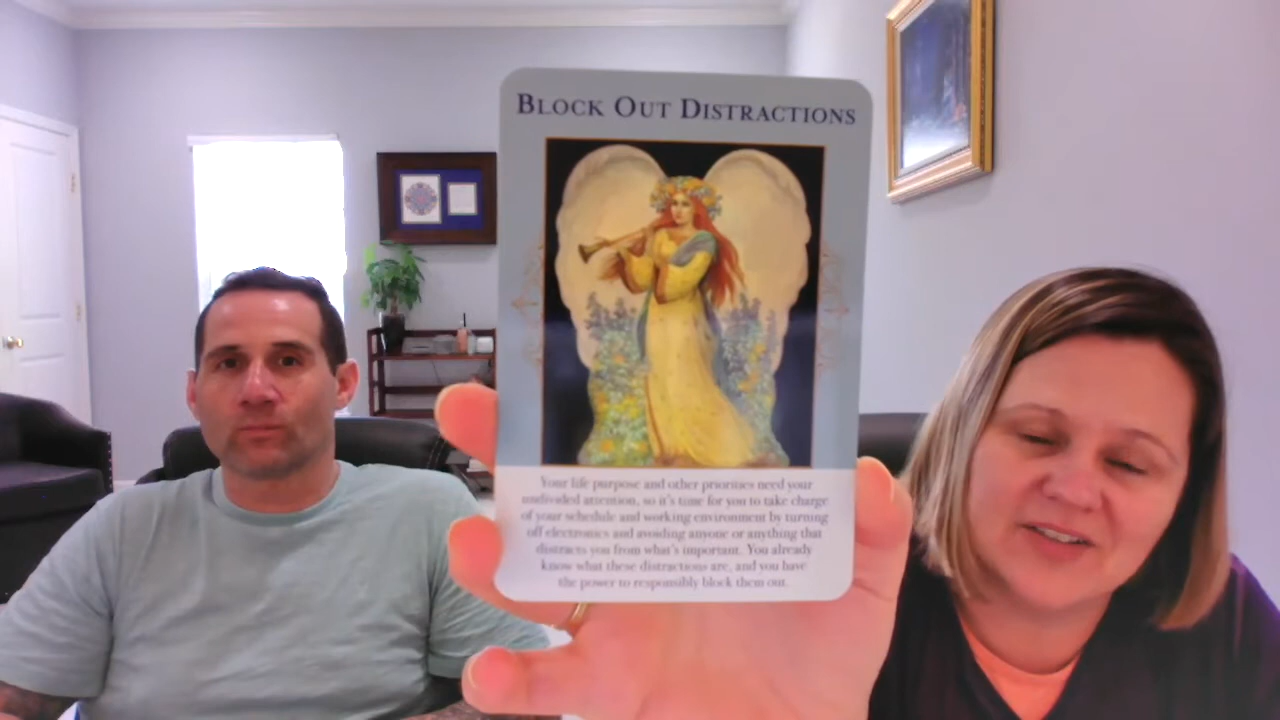 BLOCK OUT DISTRACTIONS
Your life purpose and other priorities need your
undivided attention, so it's time for you to take charge
of your schedule and working environment by turning
off electronics and avoiding anyone or anything that
distracts you from what's important. You already
know what these distractions are, and you have
the power to responsibly block them out.